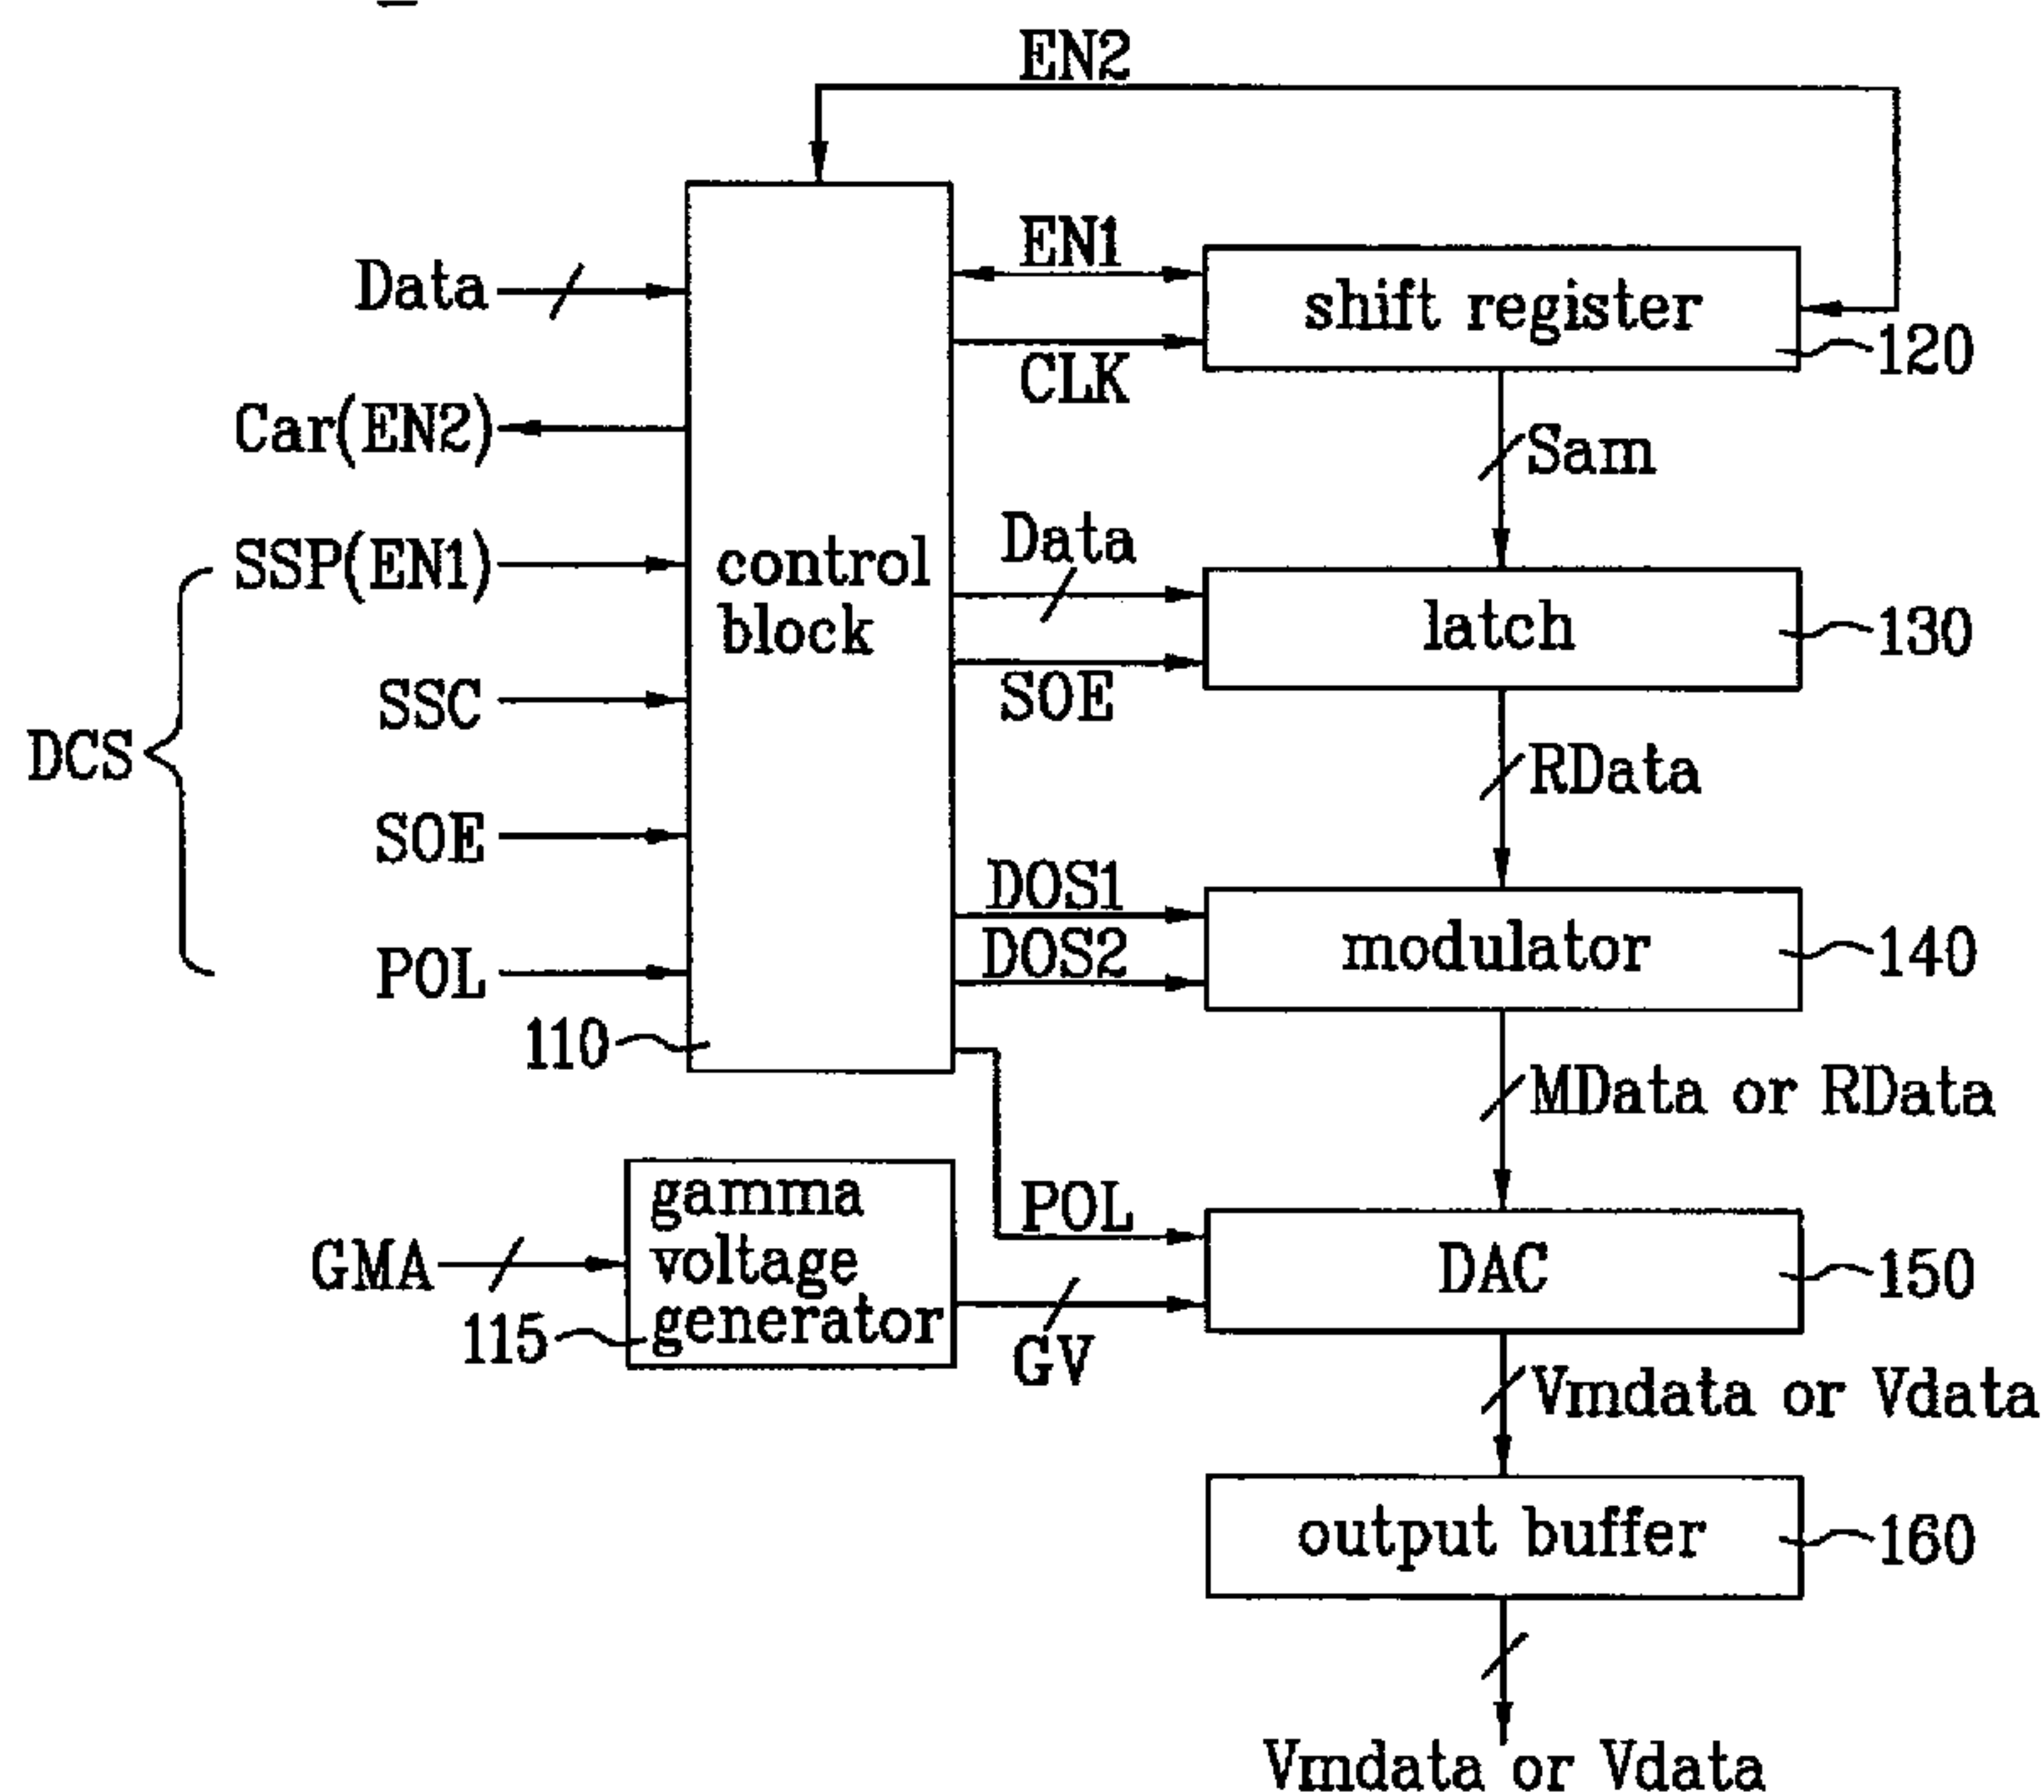 EN2
EN1
shift register
120
CLK
Data
Car(EN2)
SSP(EN1)
SSC
SOE
POL
DCS
control
block
110
Sam
Data
SOE
latch
130
RData
DOS1
DOS2
modulator
140
MData or RData
GMA
gamma
voltage
generator
115
POL
GV
DAC
150
Vmdata or Vdata
output buffer
160
Vmdata or Vdata